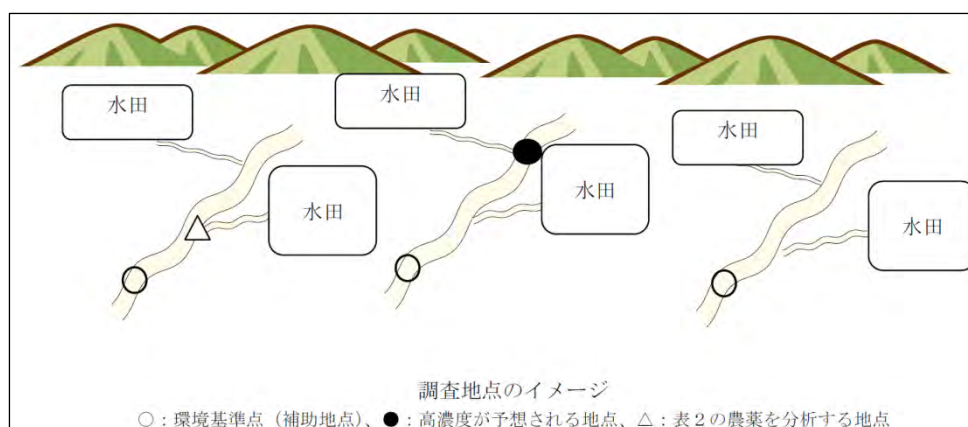 水田
水田
水田
水田
水田
水田
調査地点のイメージ
○：環境基準点（補助地点）、●：高濃度が予想される地点、△：表２の農薬を分析する地点